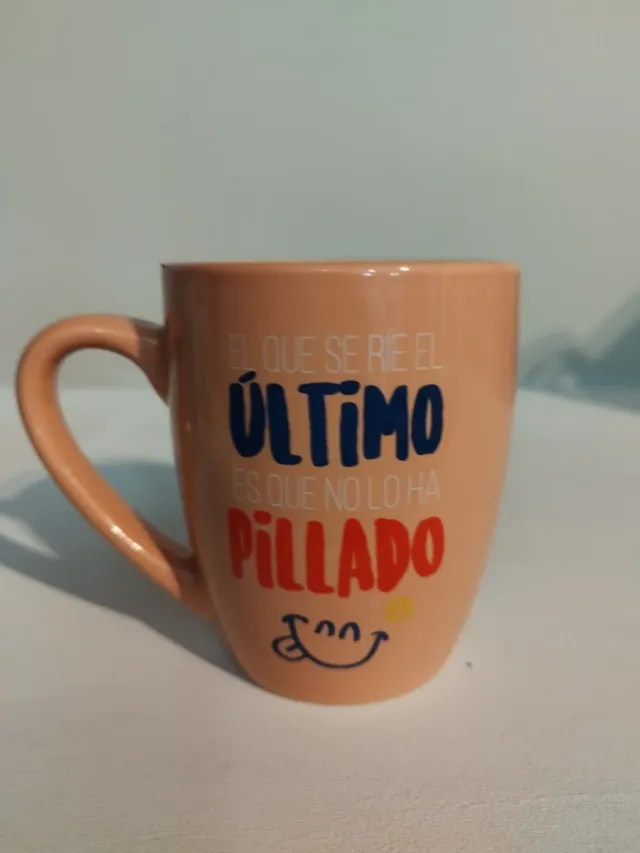 EL QUE SE RÍE EL
ÚLTiMO
ES QUE NO LO HA
PiLLADO